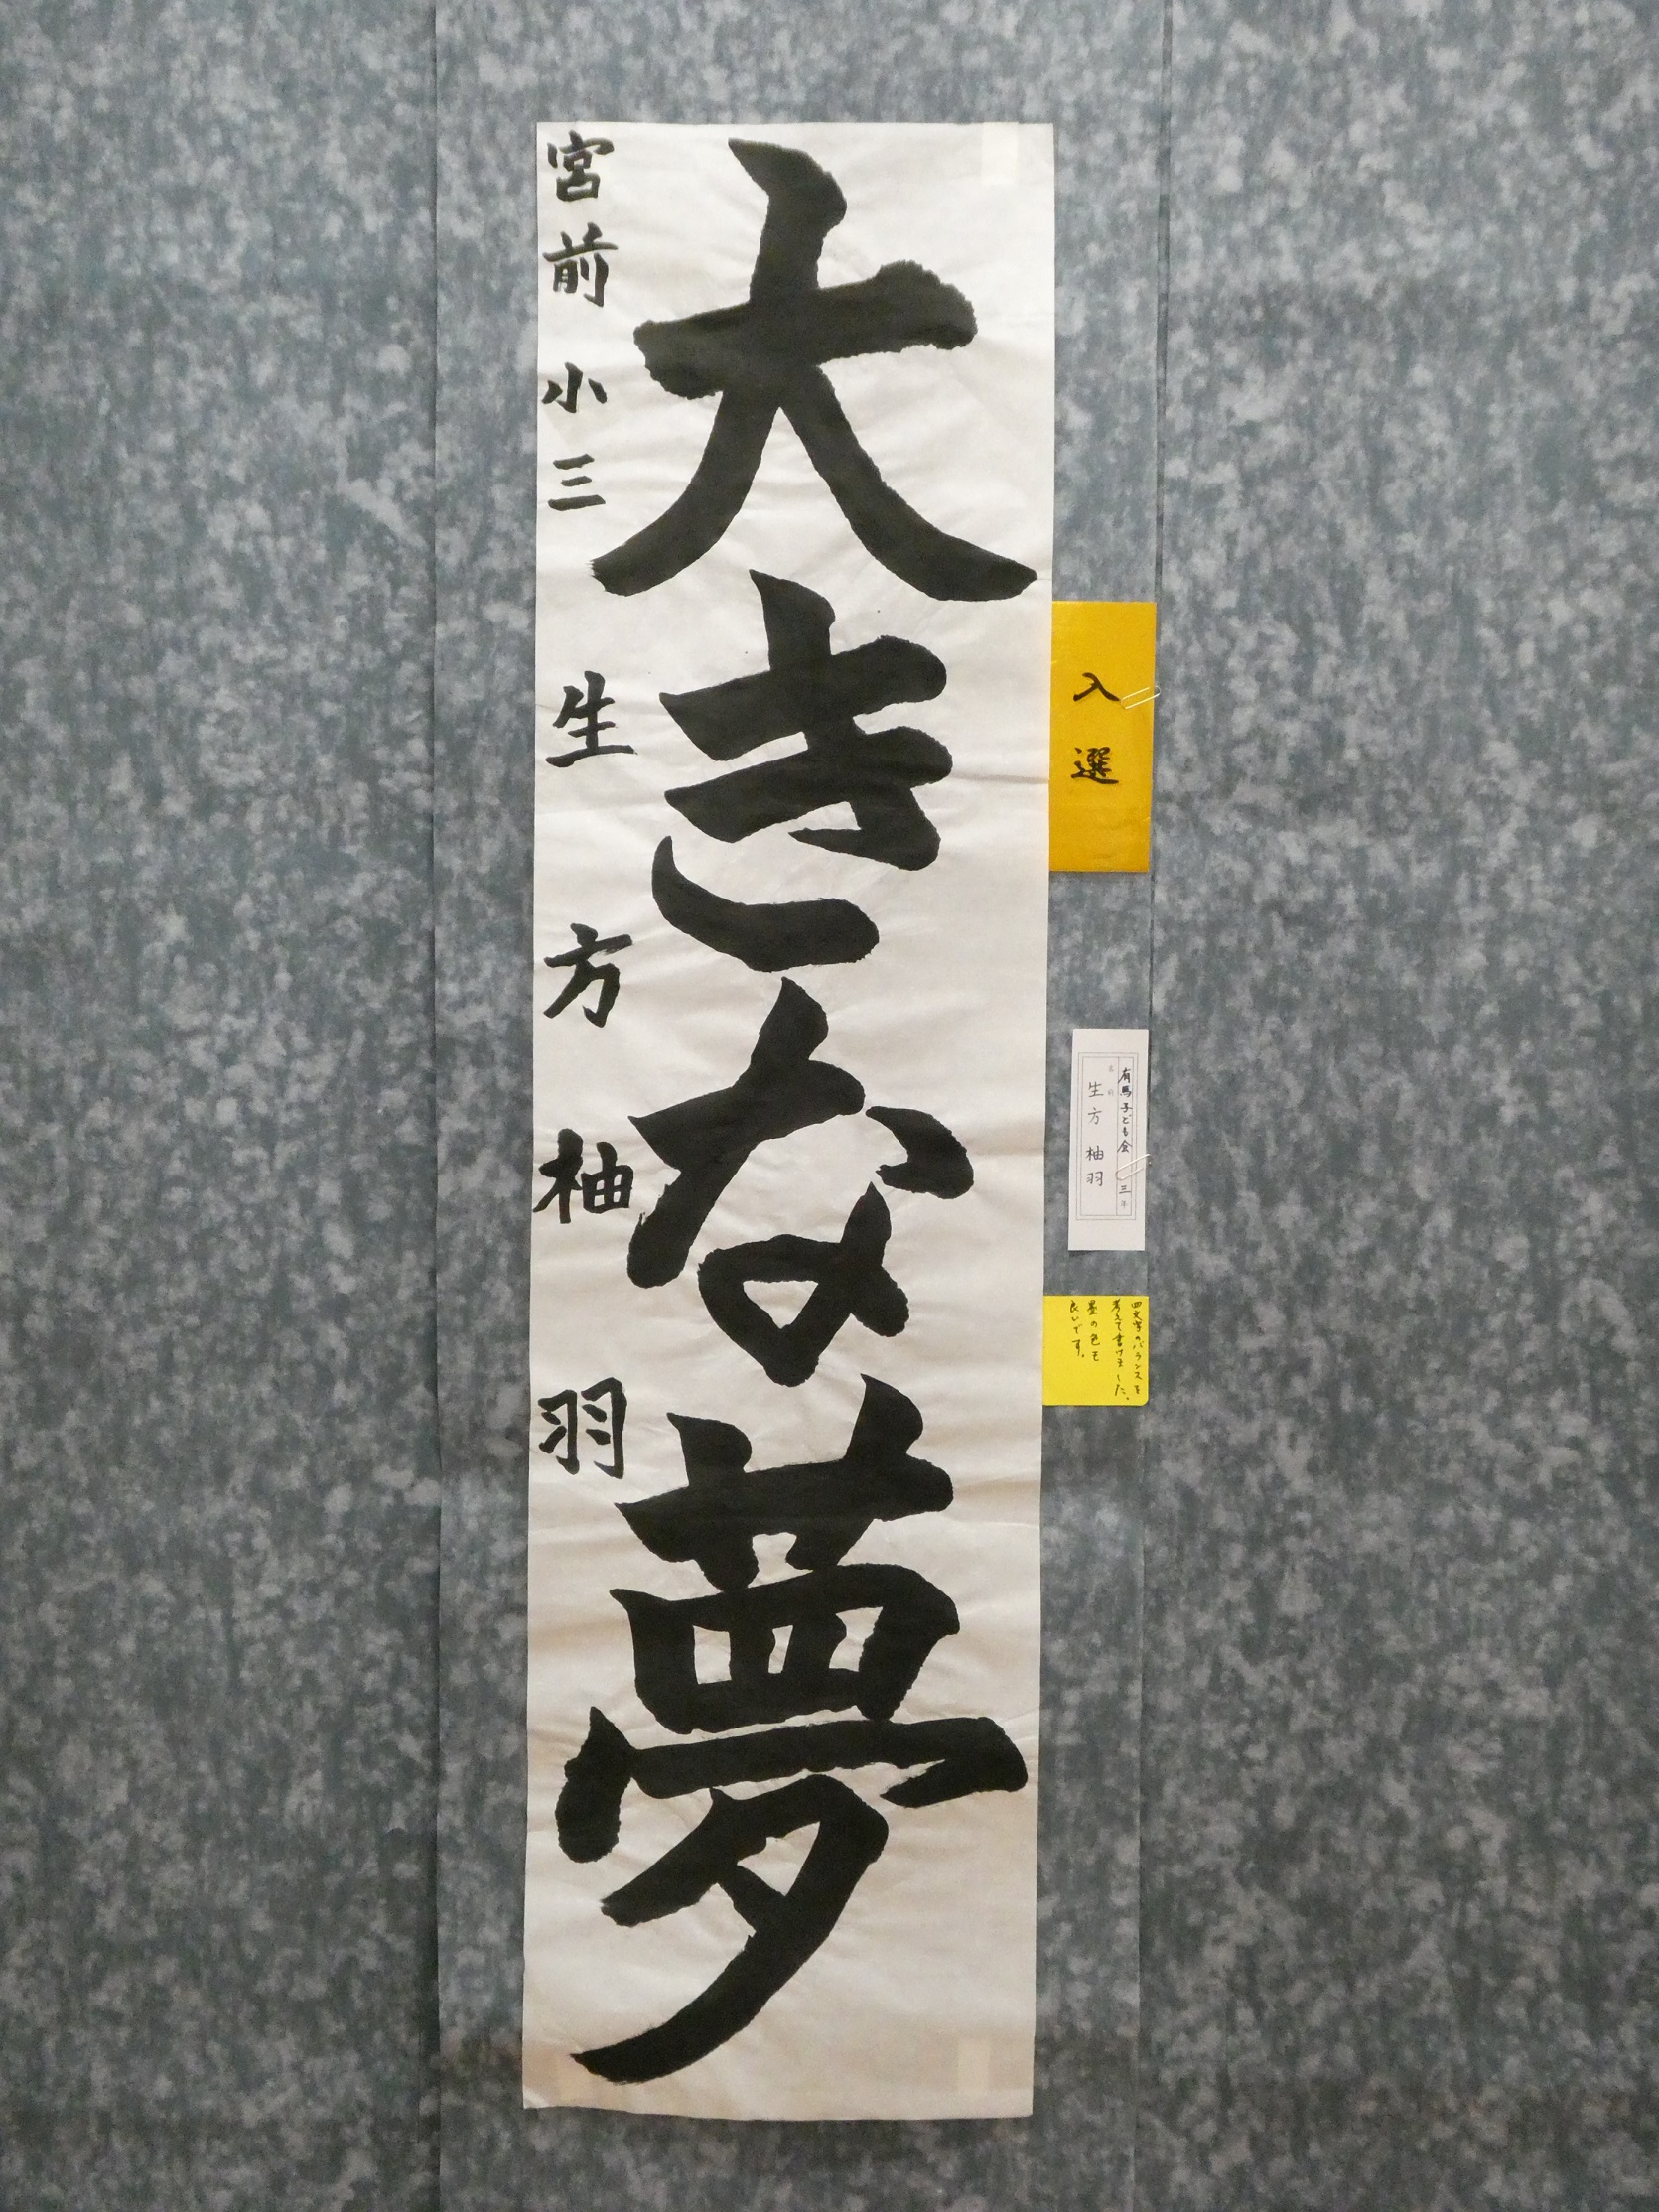 大きな夢
宮前小三 生方柚羽
入選
有馬子ども会 三年
名前
生方 柚羽
四文字のバランスを
考えて書けました。
墨の色も
良いです。